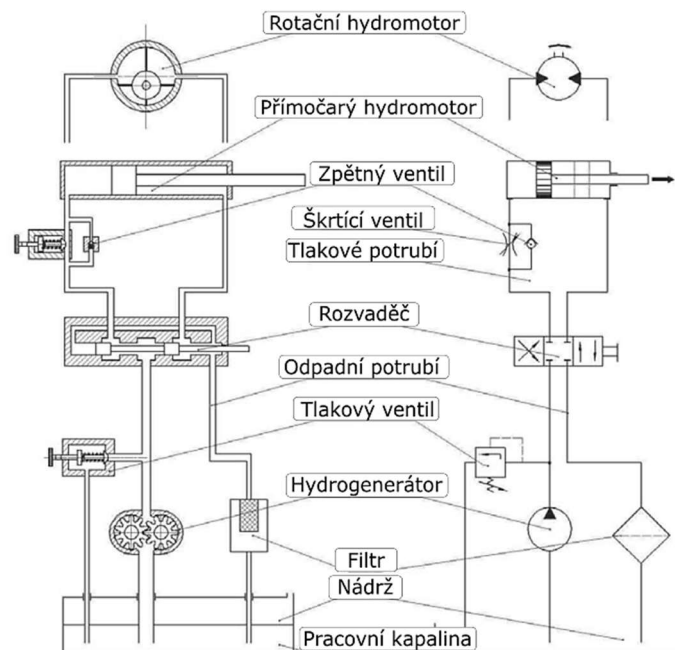 Rotační hydromotor
Přímočarý hydromotor
Zpětný ventil
Škrtící ventil
Tlakové potrubí
Rozvaděč
Odpadní potrubí
Tlakový ventil
Hydrogenerátor
Filtr
Nádrž
Pracovní kapalina